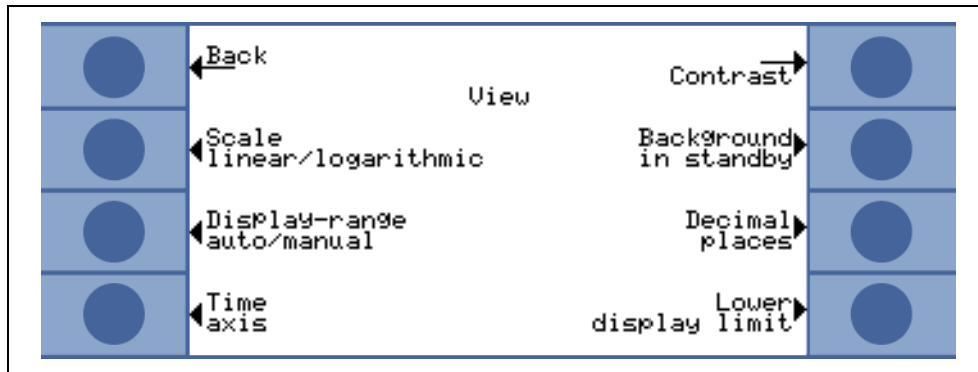 Back
Contrast
View
Scale
linear/logarithmic
Background
in standby
Display-range
auto/manual
Decimal
places
Time
axis
Lower
display limit